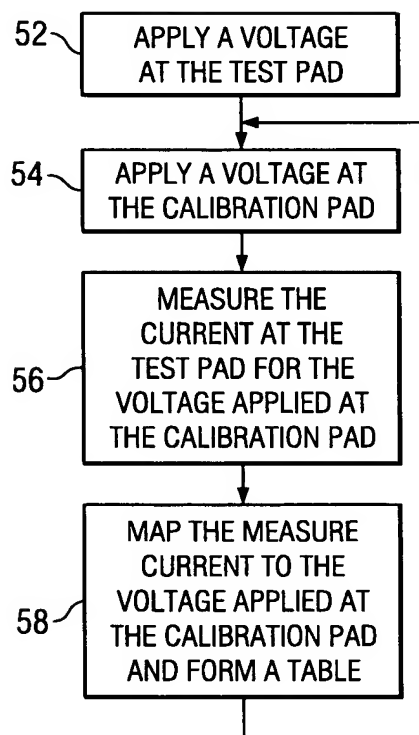 52
APPLY A VOLTAGE
AT THE TEST PAD
54
APPLY A VOLTAGE AT
THE CALIBRATION PAD
56
MEASURE THE
CURRENT AT THE
TEST PAD FOR THE
VOLTAGE APPLIED AT
THE CALIBRATION PAD
58
MAP THE MEASURE
CURRENT TO THE
VOLTAGE APPLIED AT
THE CALIBRATION PAD
AND FORM A TABLE